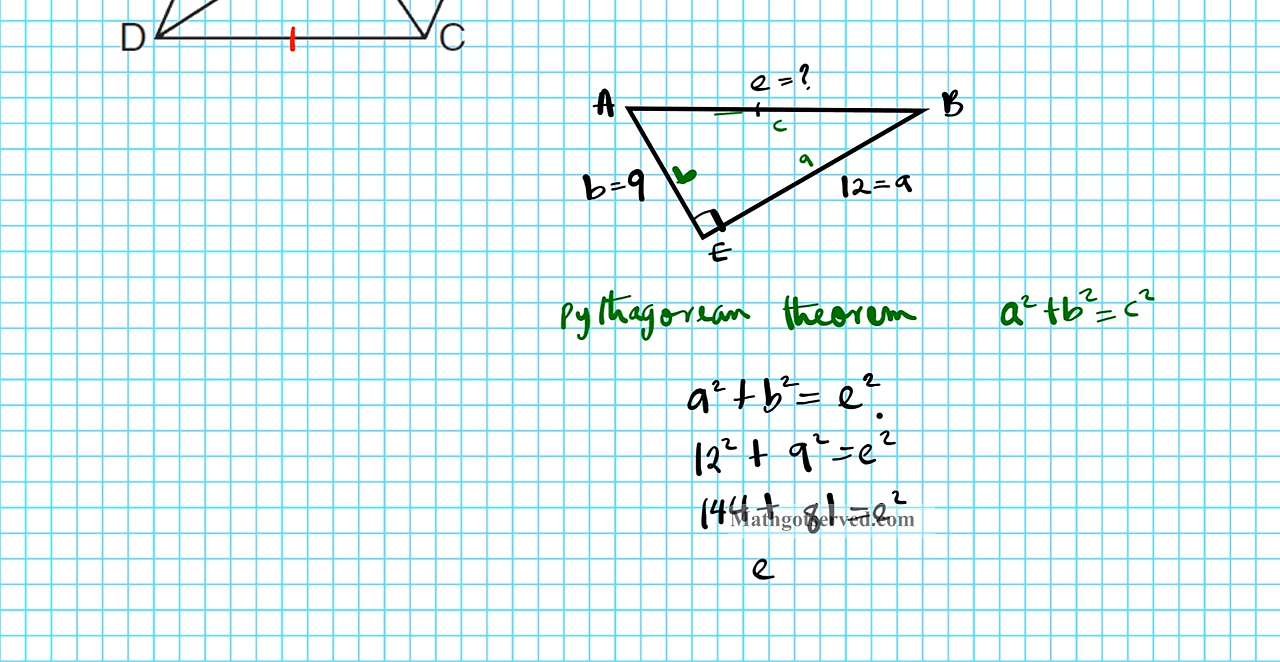 D C
e = ?
A B
c
a
b
b=9
12=a
E
Pythagorean theorem a²+b²=c²
a²+b²=e².
12²+9²=e²
144+81=e²
Mathgotserved.com
e